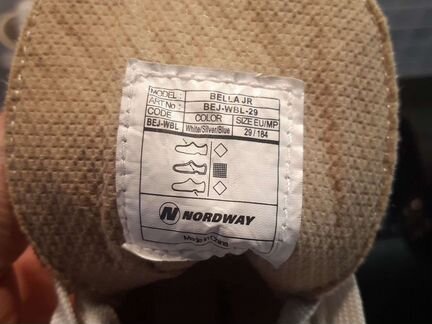 MODEL: BELLA JR
ART No: BEJ-WBL-29
CODE COLOR SIZE EU/MP
BEJ-WBL White/Silver/Blue 29 / 184
N NORDWAY
Made in China